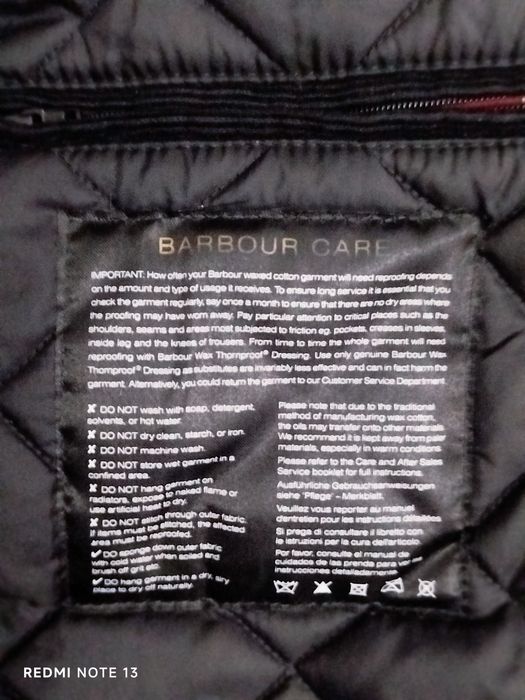 BARBOUR CARE
IMPORTANT: How often your Barbour waxed cotton garment will need reproofing depends
on the amount and type of usage it receives. To ensure long service it is essential that you
check the garment regularly, say once a month to ensure that there are no dry areas where
the proofing may have worn away. Pay particular attention to critical places such as the
shoulders, seams and areas most subjected to friction eg. pockets, creases in sleeves,
inside leg and the knees of trousers. From time to time the whole garment will need
reproofing with Barbour Wax Thornproof® Dressing. Use only genuine Barbour Wax
Thornproof® Dressing as substitutes are invariably less effective and can in fact harm the
garment. Alternatively, you could return the garment to our Customer Service Department.
✗ DO NOT wash with soap, detergent,
solvents, or hot water.
✗ DO NOT dry clean, starch, or iron.
✗ DO NOT machine wash.
✗ DO NOT store wet garment in a
confined area.
✗ DO NOT hang garment on
radiators, expose to naked flame or
use artificial heat to dry.
✗ DO NOT stitch through outer fabric.
If items must be stitched, the affected
area must be reproofed.
✓ DO sponge down outer fabric
with cold water when soiled and
brush off grit etc.
✓ DO hang garment in a dry, airy
place to dry off naturally.
Please note that due to the traditional
method of manufacturing wax cotton,
the oils may transfer onto other materials.
We recommend it is kept away from paler
materials, especially in warm conditions
Please refer to the Care and After Sales
Service booklet for full instructions.
Ausführliche Gebrauchsanweisungen
siehe 'Pflege' - Merkblatt.
Veuillez vous reporter au manuel
d'entretien pour les instructions détaillées
Si prega di consultare il libretto con
le istruzioni per la cura dell'articolo
Por favor, consulte el manual de
cuidados de las prendas para ver
instrucciones detalladamente
REDMI NOTE 13